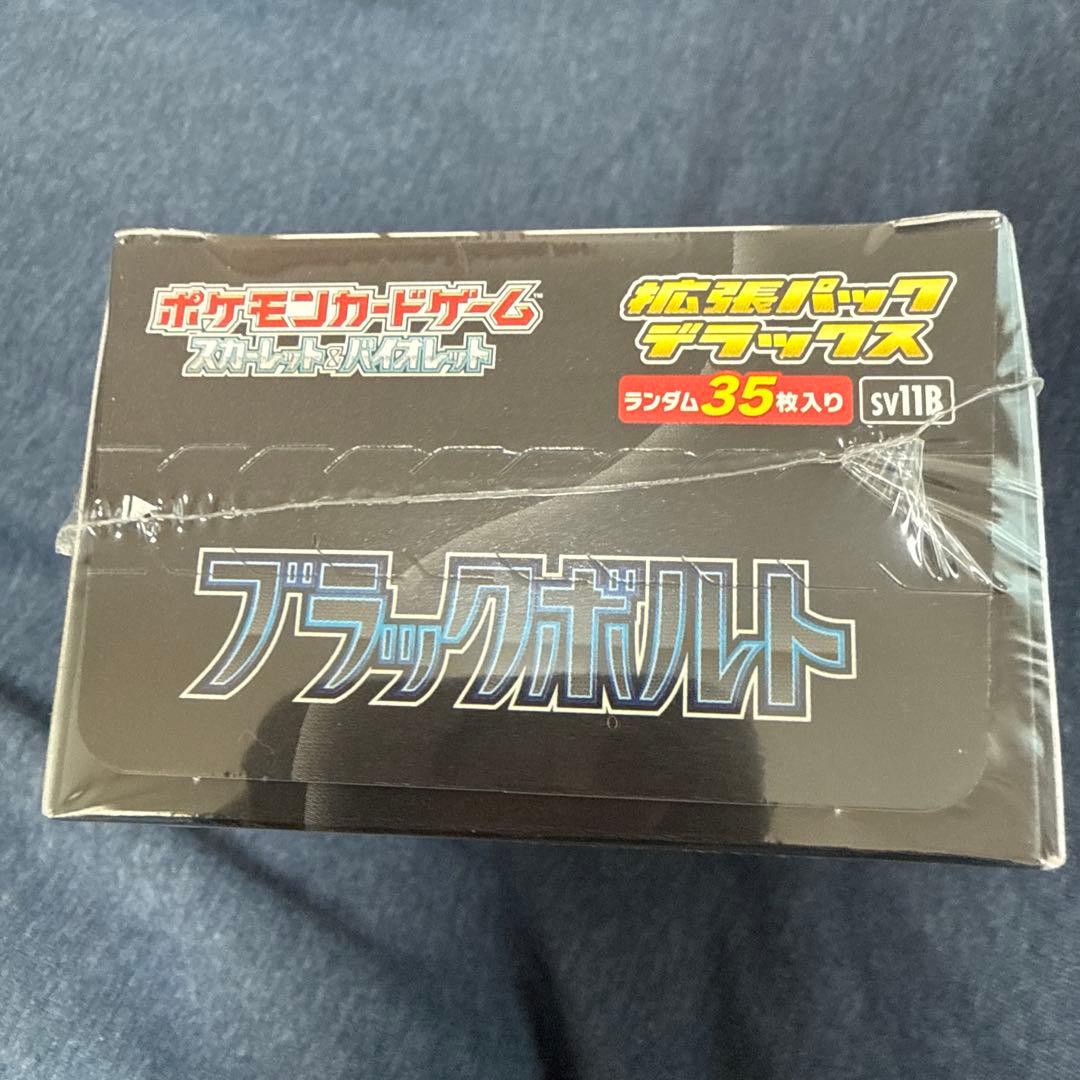 ポケモンカードゲーム™
スカーレット&バイオレット
拡張パック
デラックス
ランダム35枚入り
SV11B
ブラックボルト